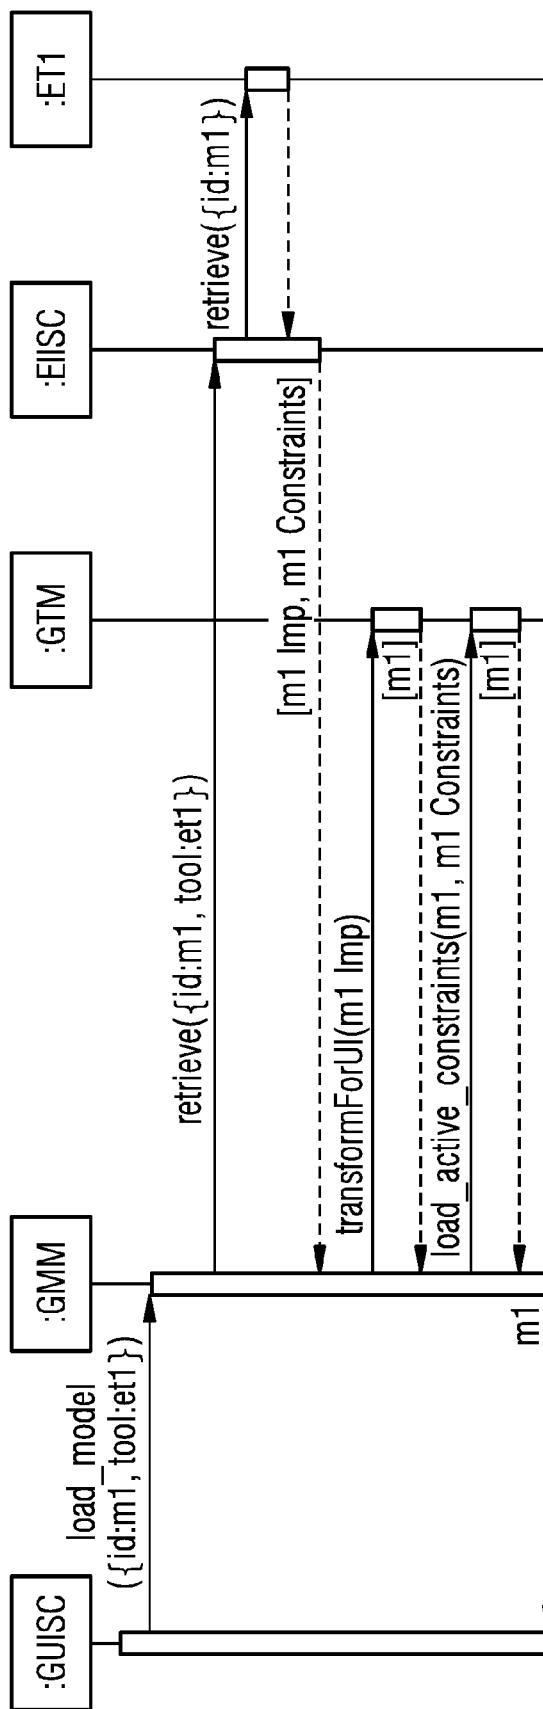 :GUISC
:GMM
:GTM
:EIISC
:ET1
load_model
({id:m1, tool:et1})
retrieve({id:m1, tool:et1})
retrieve({id:m1})
[m1 Imp, m1 Constraints]
transformForUI(m1 Imp)
[m1]
load_active_constraints(m1, m1 Constraints)
[m1]
m1